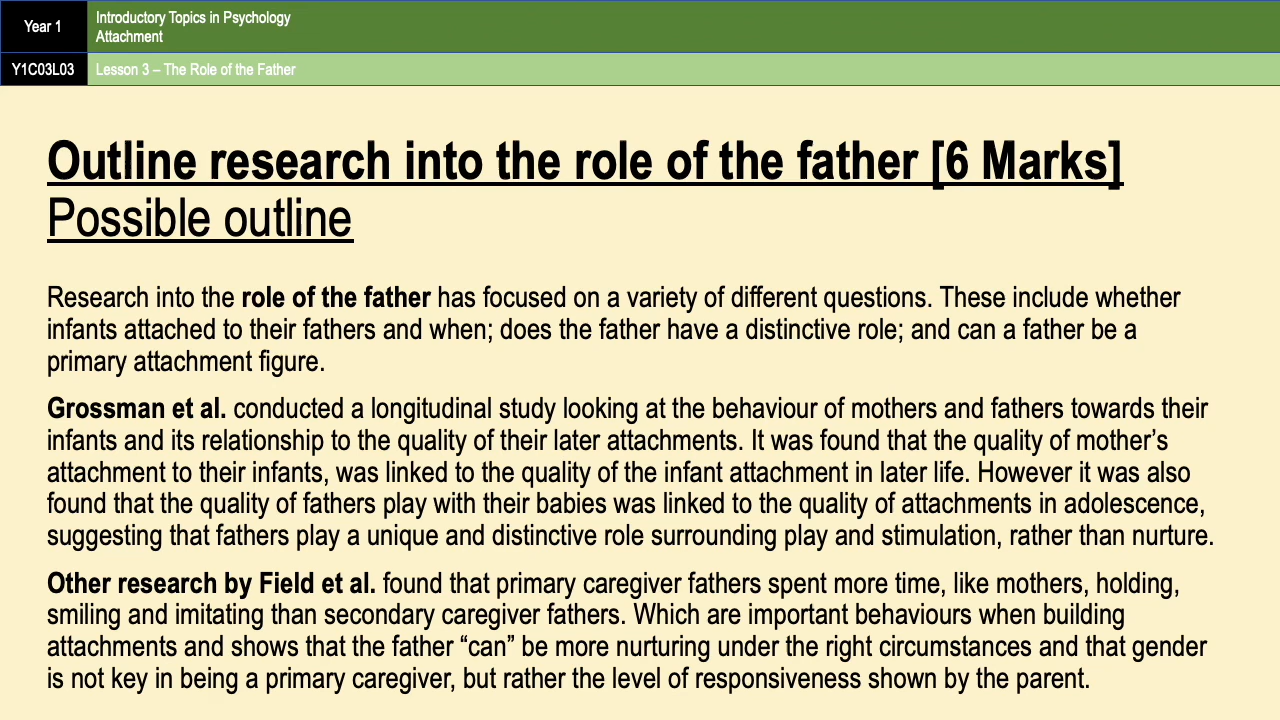 Year 1
Introductory Topics in Psychology
Attachment
Y1C03L03
Lesson 3 – The Role of the Father
Outline research into the role of the father [6 Marks]
Possible outline
Research into the role of the father has focused on a variety of different questions. These include whether
infants attached to their fathers and when; does the father have a distinctive role; and can a father be a
primary attachment figure.
Grossman et al. conducted a longitudinal study looking at the behaviour of mothers and fathers towards their
infants and its relationship to the quality of their later attachments. It was found that the quality of mother’s
attachment to their infants, was linked to the quality of the infant attachment in later life. However it was also
found that the quality of fathers play with their babies was linked to the quality of attachments in adolescence,
suggesting that fathers play a unique and distinctive role surrounding play and stimulation, rather than nurture.
Other research by Field et al. found that primary caregiver fathers spent more time, like mothers, holding,
smiling and imitating than secondary caregiver fathers. Which are important behaviours when building
attachments and shows that the father “can” be more nurturing under the right circumstances and that gender
is not key in being a primary caregiver, but rather the level of responsiveness shown by the parent.